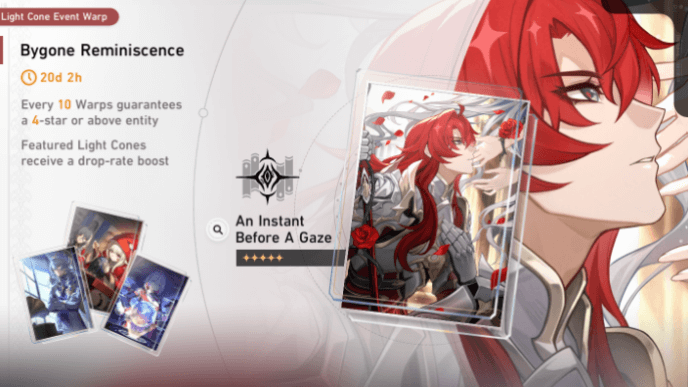 Light Cone Event Warp
Bygone Reminiscence
20d 2h
Every 10 Warps guarantees
a 4-star or above entity
Featured Light Cones
receive a drop-rate boost
An Instant
Before A Gaze